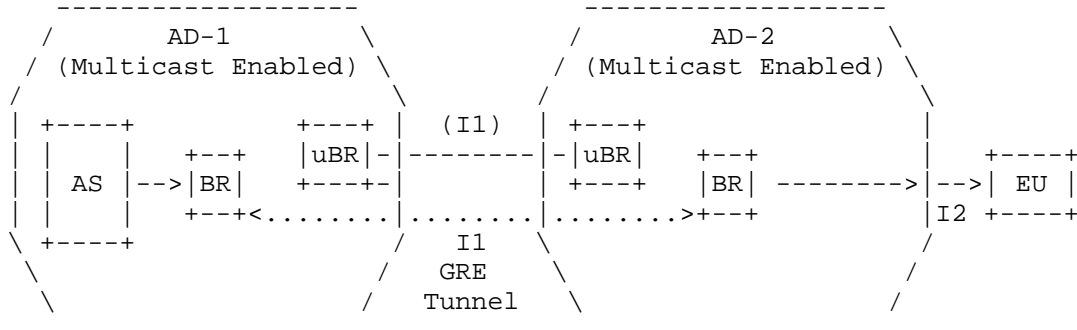 -------------------               -------------------
  /       AD-1        \             /        AD-2       \
 / (Multicast Enabled) \           / (Multicast Enabled) \
/                       \         /                       \
| +----+          +---+ |  (I1)   | +---+                 |
| |    |   +--+   |uBR|-|--------|-|uBR|   +--+          |   +----+
| | AS |-->|BR|   +---+-|        | +---+   |BR| -------->|-->| EU |
| |    |   +--+<........|........|........>+--+          |I2 +----+
\ +----+                /   I1    \                       /
 \                     /   GRE     \                     /
  \                   /   Tunnel    \                   /